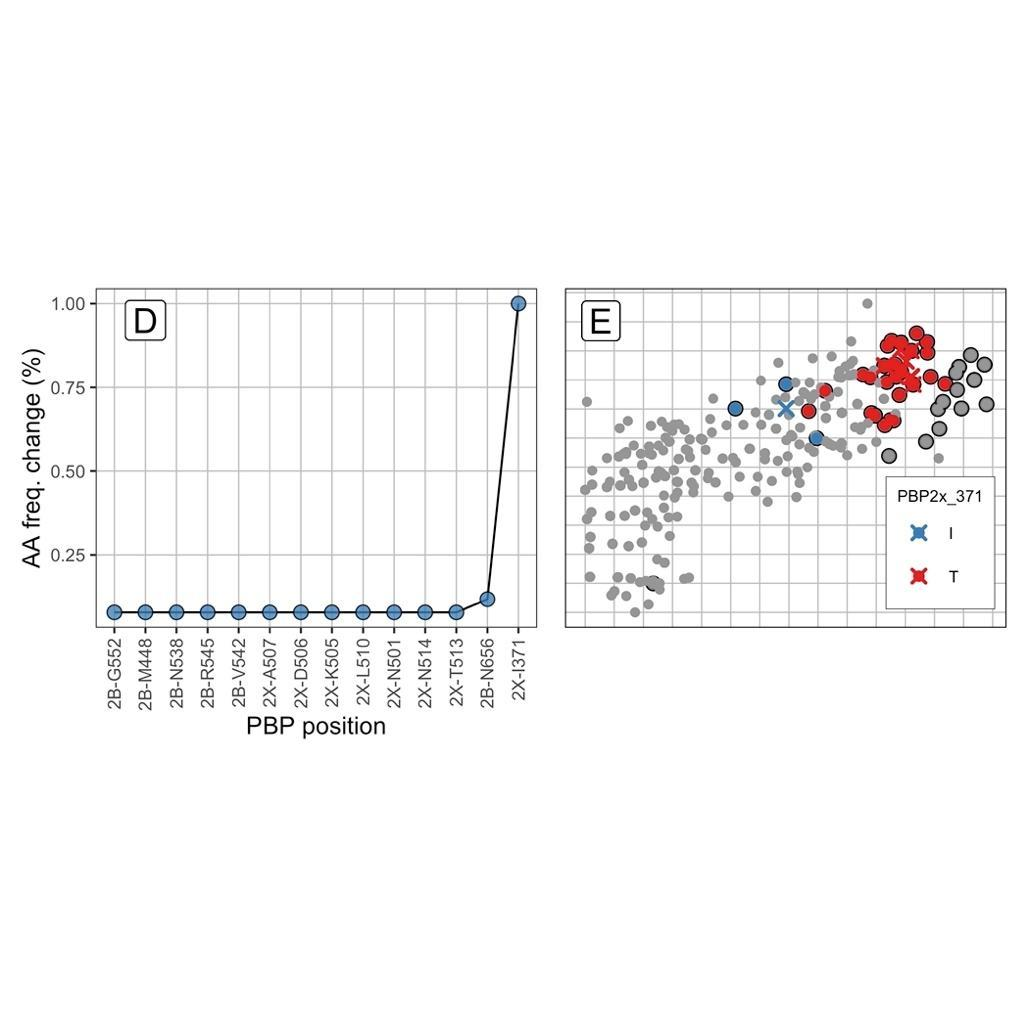 D
AA freq. change (%)
1.00
0.75
0.50
0.25
2B-G552
2B-M448
2B-N538
2B-R545
2B-V542
2X-A507
2X-D506
2X-K505
2X-L510
2X-N501
2X-N514
2X-T513
2B-N656
2X-I371
PBP position
E
PBP2x_371
I
T